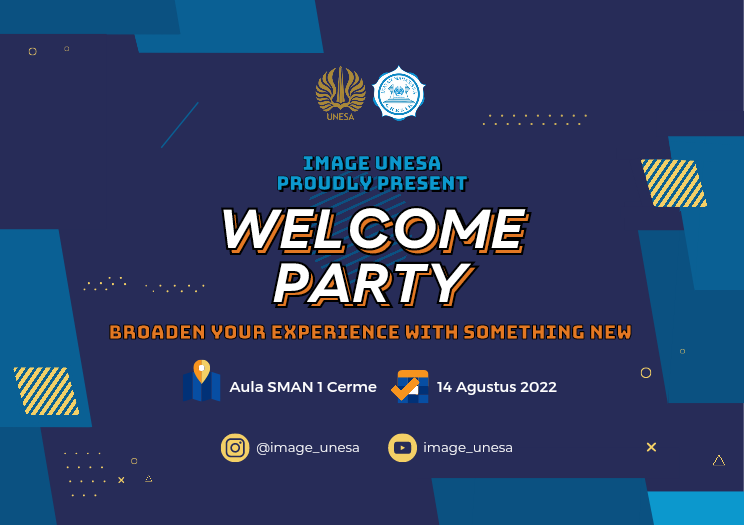 UNESA
IMAGE UNESA
PROUDLY PRESENT
WELCOME
PARTY
BROADEN YOUR EXPERIENCE WITH SOMETHING NEW
Aula SMAN 1 Cerme
14 Agustus 2022
@image_unesa
image_unesa